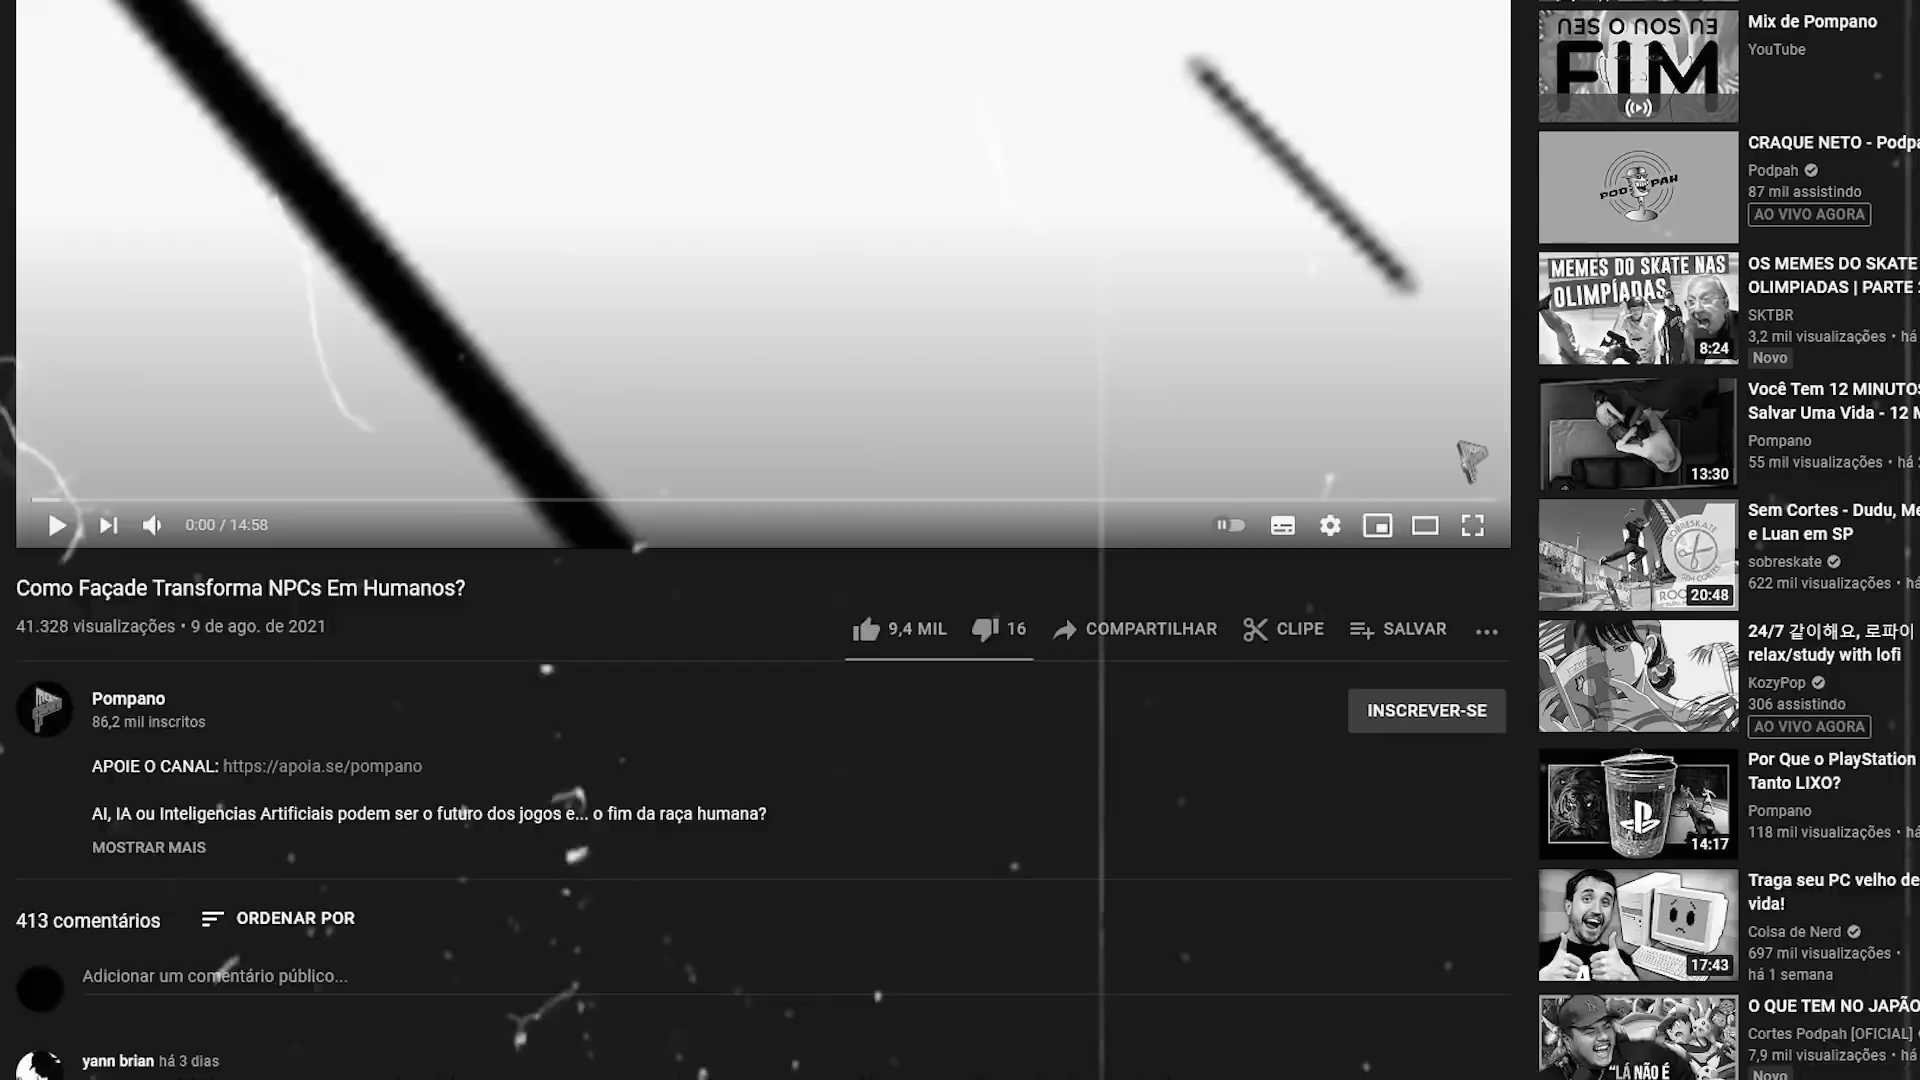 0:00 / 14:58
Como Façade Transforma NPCs Em Humanos?
41.328 visualizações • 9 de ago. de 2021
9,4 MIL
16
COMPARTILHAR
CLIPE
SALVAR
Pompano
86,2 mil inscritos
INSCREVER-SE
APOIE O CANAL: https://apoia.se/pompano
AI, IA ou Inteligencias Artificiais podem ser o futuro dos jogos e... o fim da raça humana?
MOSTRAR MAIS
413 comentários
ORDENAR POR
Adicionar um comentário público...
yann brian há 3 dias
FIM
Mix de Pompano
YouTube
POD PAH
CRAQUE NETO - Podpa
Podpah
87 mil assistindo
AO VIVO AGORA
MEMES DO SKATE NAS
OLIMPÍADAS
8:24
OS MEMES DO SKATE
OLIMPIADAS | PARTE 2
SKTBR
3,2 mil visualizações • há
Novo
13:30
Você Tem 12 MINUTOS
Salvar Uma Vida - 12 M
Pompano
55 mil visualizações • há 2
SOBRESKATE
SEM CORTES
20:48
Sem Cortes - Dudu, Me
e Luan em SP
sobreskate
622 mil visualizações • há
24/7 같이해요, 로파이
relax/study with lofi
KozyPop
306 assistindo
AO VIVO AGORA
14:17
Por Que o PlayStation
Tanto LIXO?
Pompano
118 mil visualizações • há
17:43
Traga seu PC velho de
vida!
Coisa de Nerd
697 mil visualizações •
há 1 semana
"LÁ NÃO É
O QUE TEM NO JAPÃO
Cortes Podpah [OFICIAL]
7,9 mil visualizações • há
Novo